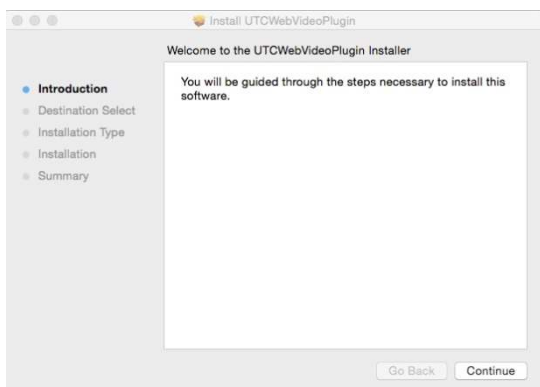 Install UTCWebVideoPlugin
Welcome to the UTCWebVideoPlugin Installer
Introduction
Destination Select
Installation Type
Installation
Summary
You will be guided through the steps necessary to install this
software.
Go Back
Continue